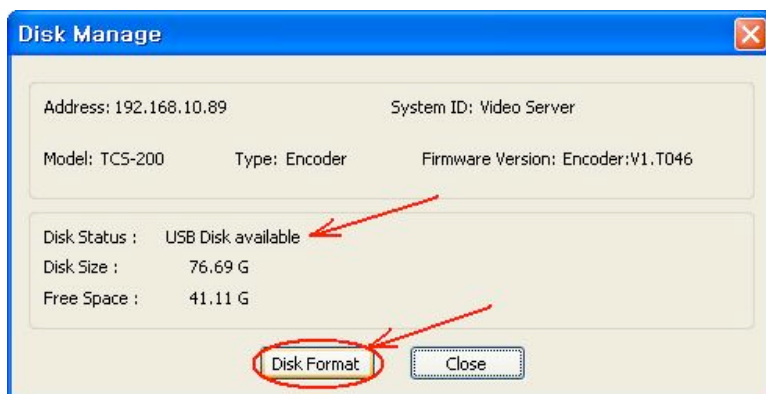 Disk Manage
Address: 192.168.10.89 System ID: Video Server
Model: TCS-200 Type: Encoder Firmware Version: Encoder:V1.T046
Disk Status : USB Disk available
Disk Size : 76.69 G
Free Space : 41.11 G
Disk Format Close